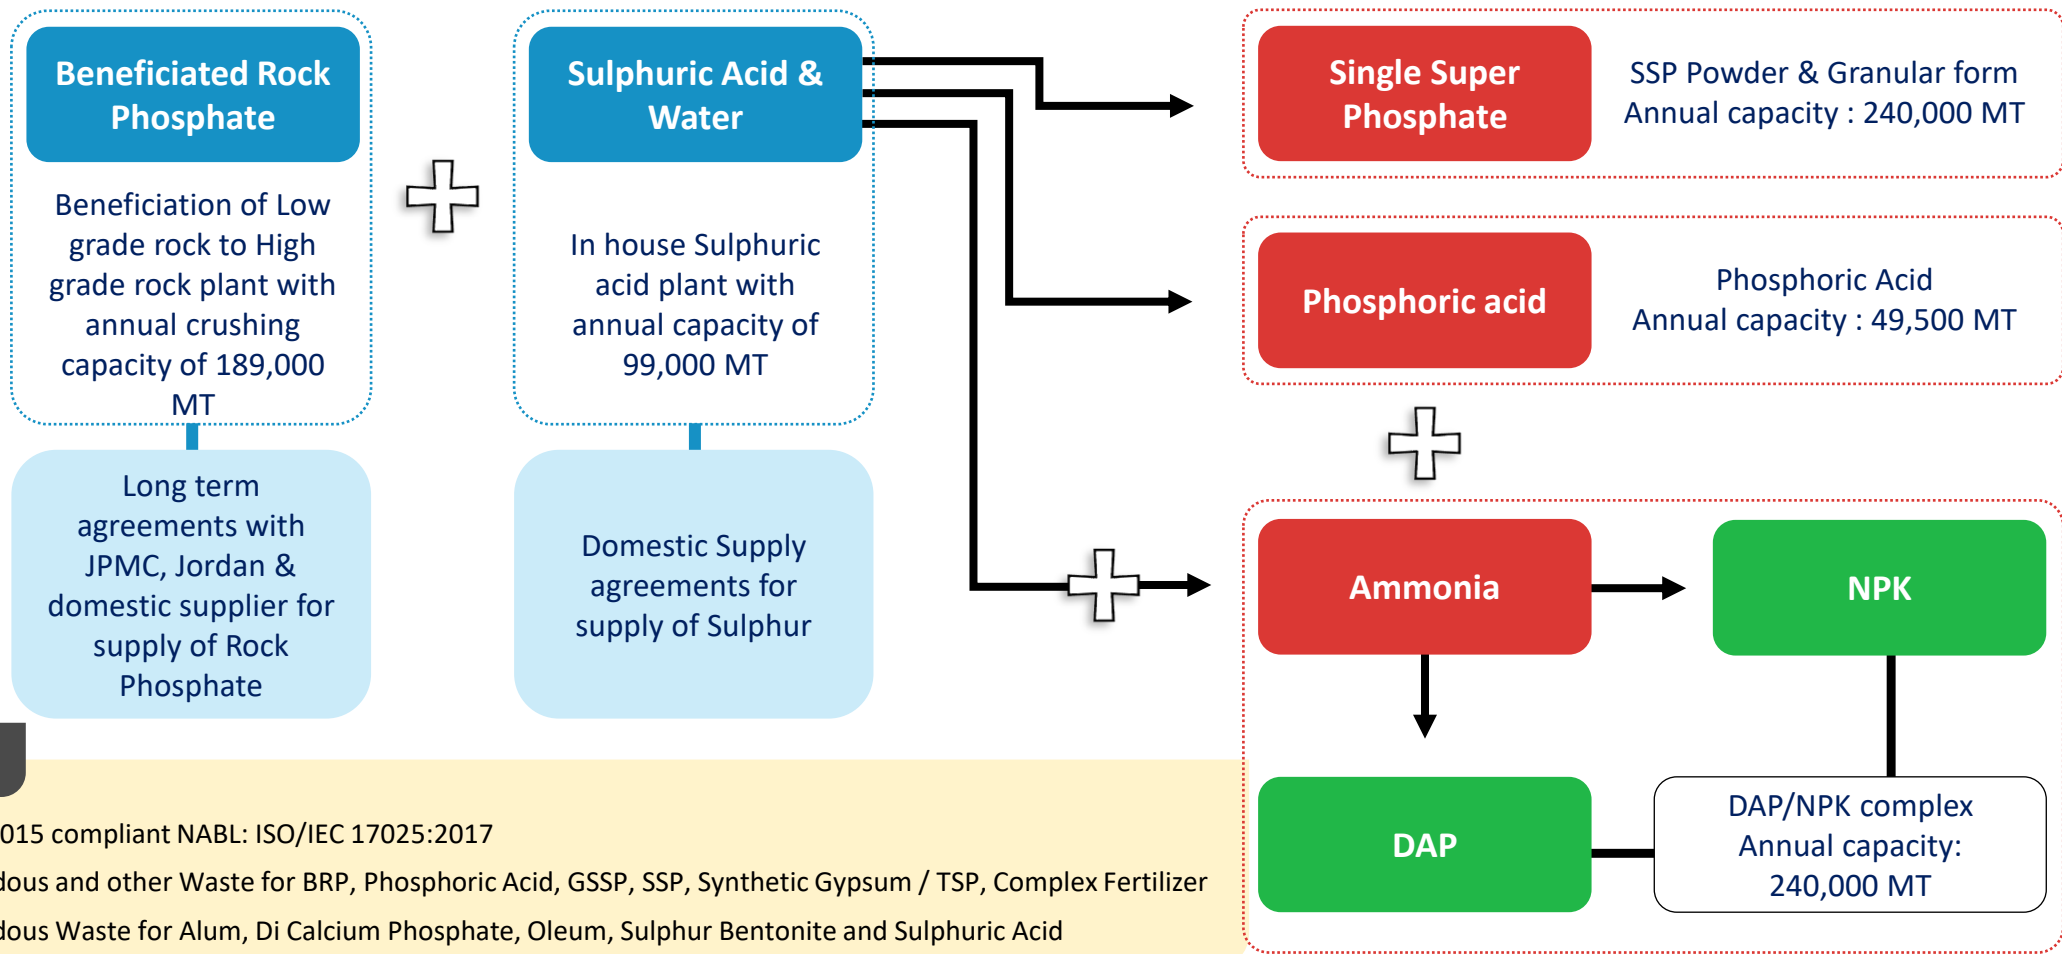 Beneficiated Rock
Phosphate
Beneficiation of Low
grade rock to High
grade rock plant with
annual crushing
capacity of 189,000
MT
Long term
agreements with
JPMC, Jordan &
domestic supplier for
supply of Rock
Phosphate
Sulphuric Acid &
Water
In house Sulphuric
acid plant with
annual capacity of
99,000 MT
Domestic Supply
agreements for
supply of Sulphur
Single Super
Phosphate
SSP Powder & Granular form
Annual capacity : 240,000 MT
Phosphoric acid
Phosphoric Acid
Annual capacity : 49,500 MT
Ammonia
NPK
DAP
DAP/NPK complex
Annual capacity:
240,000 MT
015 compliant NABL: ISO/IEC 17025:2017
dous and other Waste for BRP, Phosphoric Acid, GSSP, SSP, Synthetic Gypsum / TSP, Complex Fertilizer
dous Waste for Alum, Di Calcium Phosphate, Oleum, Sulphur Bentonite and Sulphuric Acid